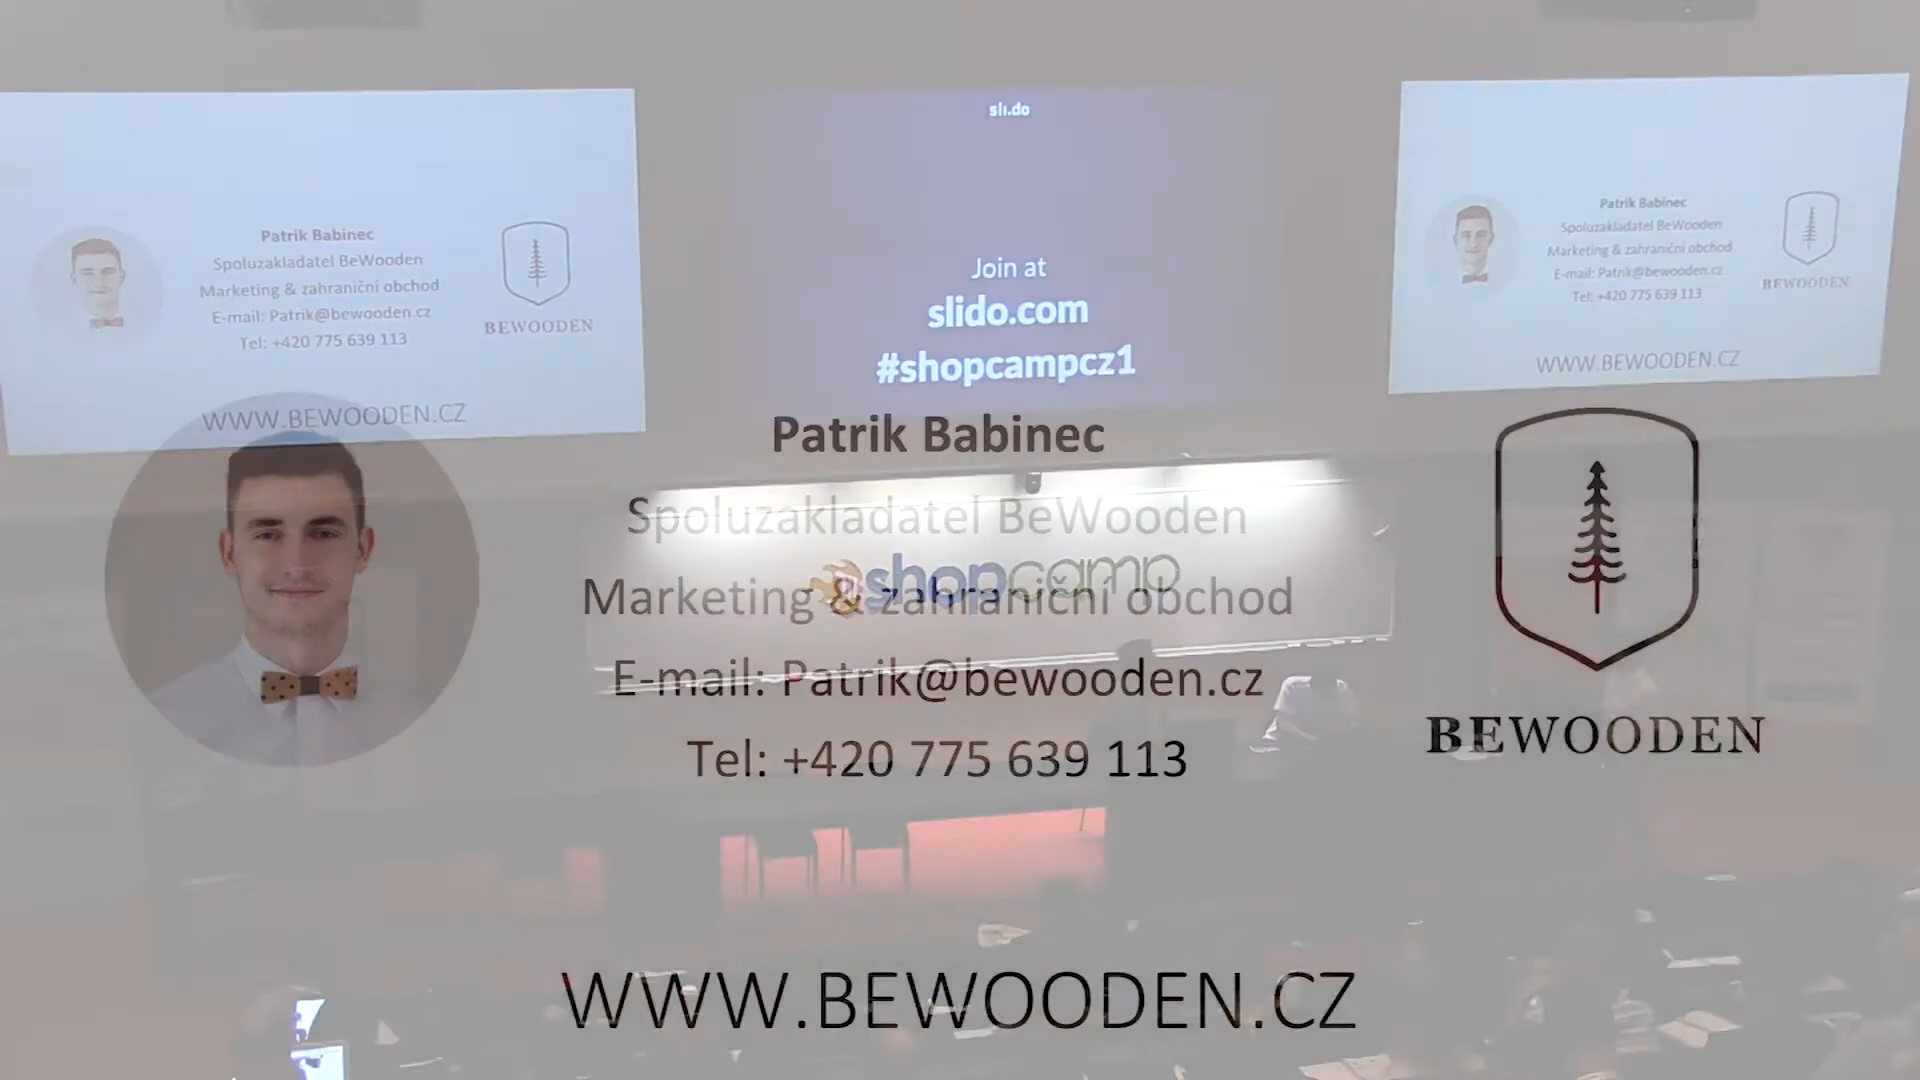 Patrik Babinec
Spoluzakladatel BeWooden
Marketing & zahraniční obchod
E-mail: Patrik@bewooden.cz
Tel: +420 775 639 113
BEWOODEN
WWW.BEWOODEN.CZ
sli.do
Join at
slido.com
#shopcampcz1
Patrik Babinec
Spoluzakladatel BeWooden
Marketing & zahraniční obchod
E-mail: Patrik@bewooden.cz
Tel: +420 775 639 113
BEWOODEN
WWW.BEWOODEN.CZ
shopcamp
Patrik Babinec
Spoluzakladatel BeWooden
Marketing & zahraniční obchod
E-mail: Patrik@bewooden.cz
Tel: +420 775 639 113
BEWOODEN
WWW.BEWOODEN.CZ